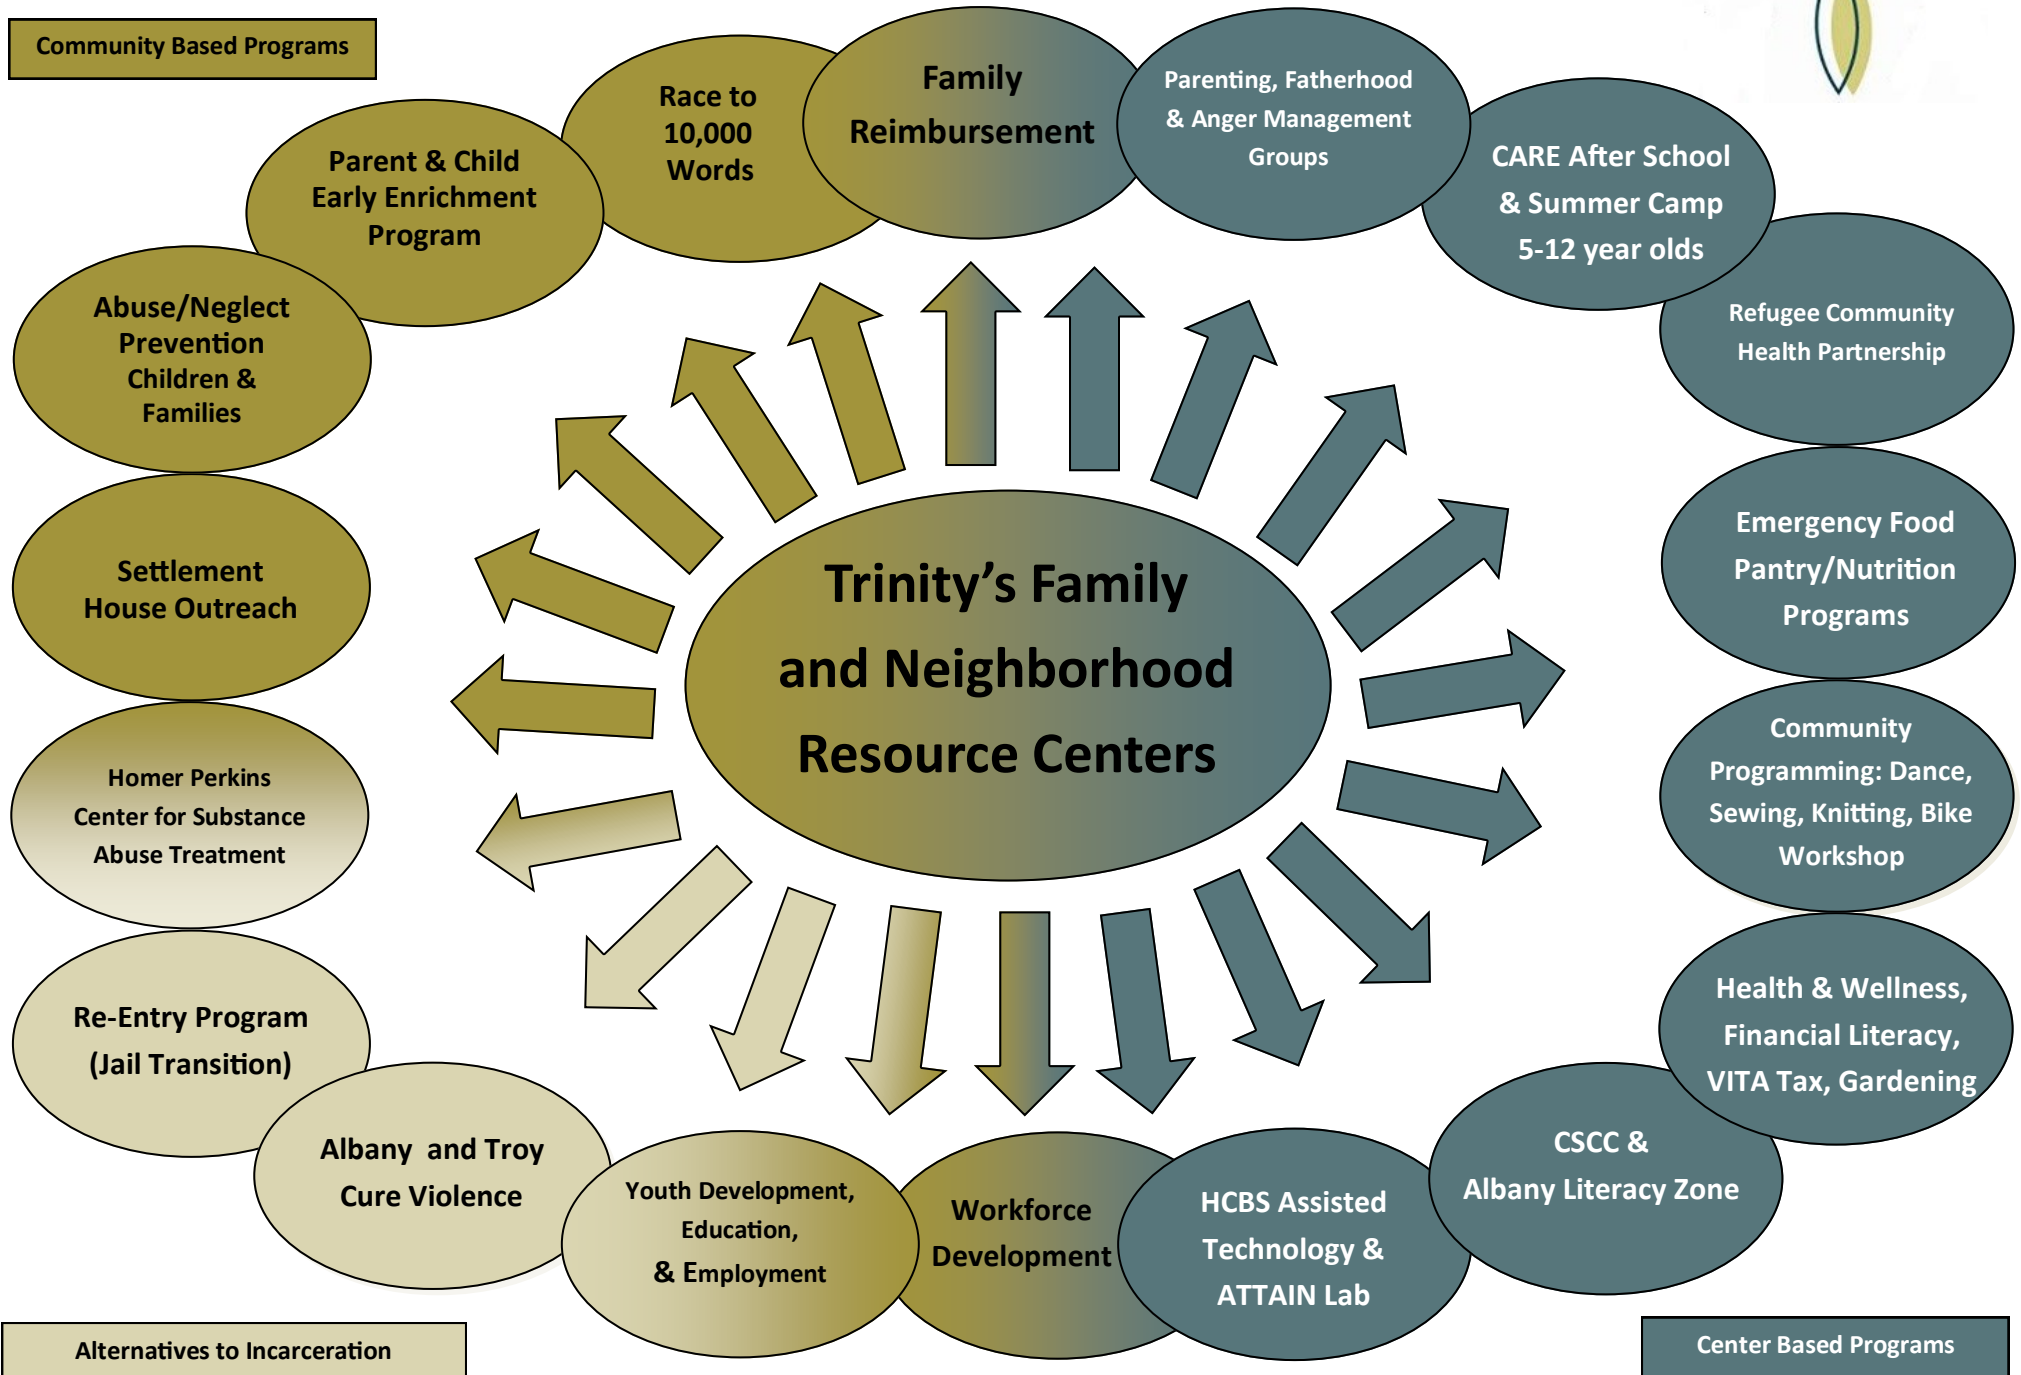 Community Based Programs
Race to
10,000
Words
Family
Reimbursement
Parenting, Fatherhood
& Anger Management
Groups
Parent & Child
Early Enrichment
Program
CARE After School
& Summer Camp
5-12 year olds
Abuse/Neglect
Prevention
Children &
Families
Refugee Community
Health Partnership
Settlement
House Outreach
Trinity’s Family
and Neighborhood
Resource Centers
Emergency Food
Pantry/Nutrition
Programs
Homer Perkins
Center for Substance
Abuse Treatment
Community
Programming: Dance,
Sewing, Knitting, Bike
Workshop
Re-Entry Program
(Jail Transition)
Health & Wellness,
Financial Literacy,
VITA Tax, Gardening
Albany and Troy
Cure Violence
Youth Development,
Education,
& Employment
Workforce
Development
HCBS Assisted
Technology &
ATTAIN Lab
CSCC &
Albany Literacy Zone
Alternatives to Incarceration
Center Based Programs